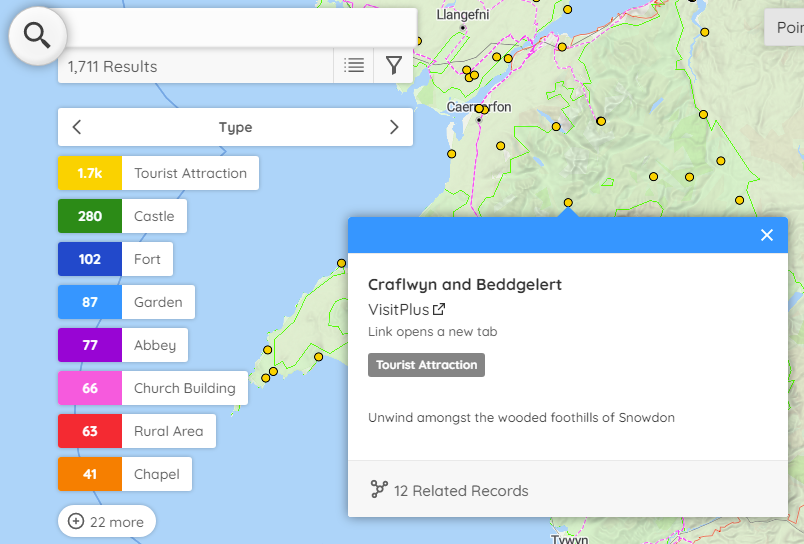 Llangefni
Poin
1,711 Results
Caernarfon
Type
1.7k Tourist Attraction
280 Castle
102 Fort
87 Garden
77 Abbey
66 Church Building
63 Rural Area
41 Chapel
22 more
Craflwyn and Beddgelert
VisitPlus
Link opens a new tab
Tourist Attraction
Unwind amongst the wooded foothills of Snowdon
12 Related Records
Tywyn